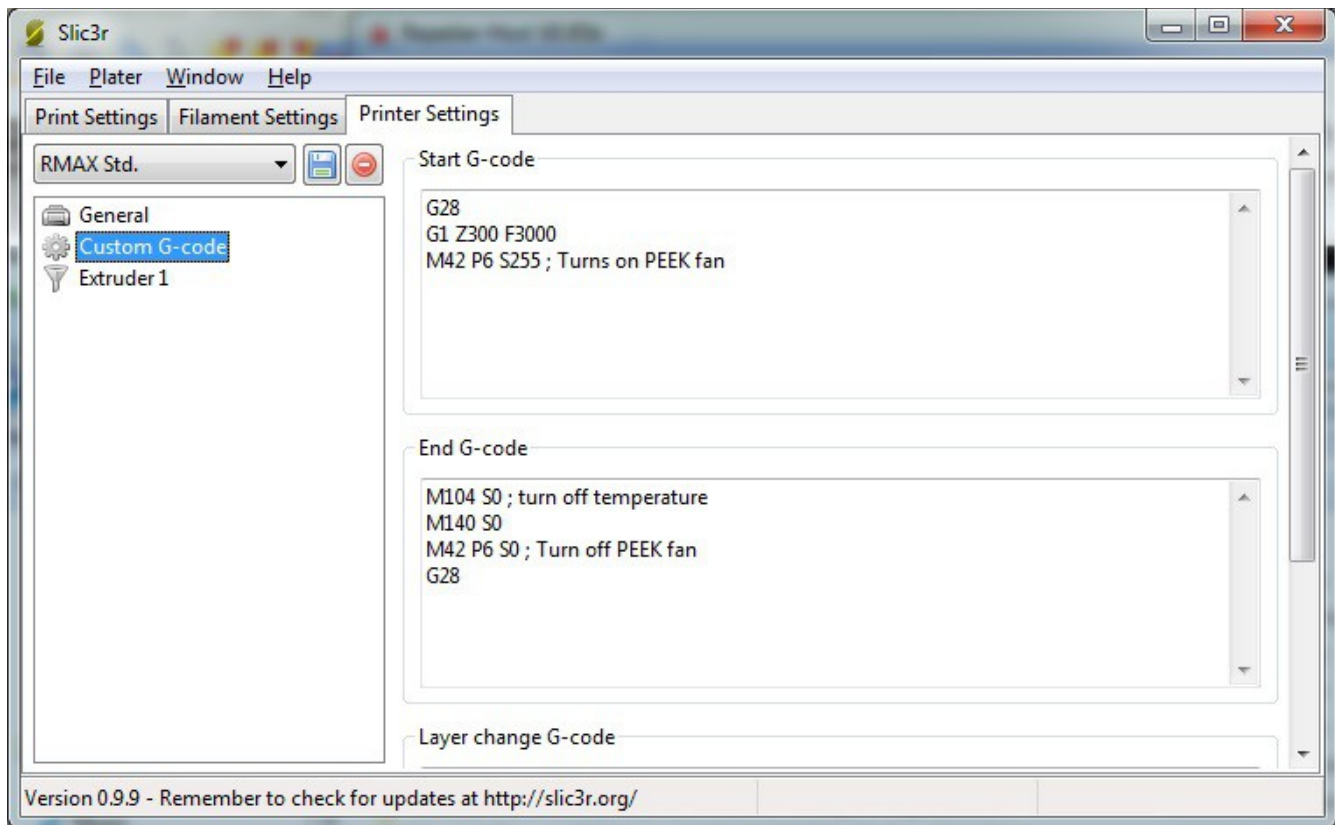 Slic3r
File Plater Window Help
Print Settings Filament Settings Printer Settings
RMAX Std.
General
Custom G-code
Extruder 1
Start G-code
G28
G1 Z300 F3000
M42 P6 S255 ; Turns on PEEK fan
End G-code
M104 S0 ; turn off temperature
M140 S0
M42 P6 S0 ; Turn off PEEK fan
G28
Layer change G-code
Version 0.9.9 - Remember to check for updates at http://slic3r.org/